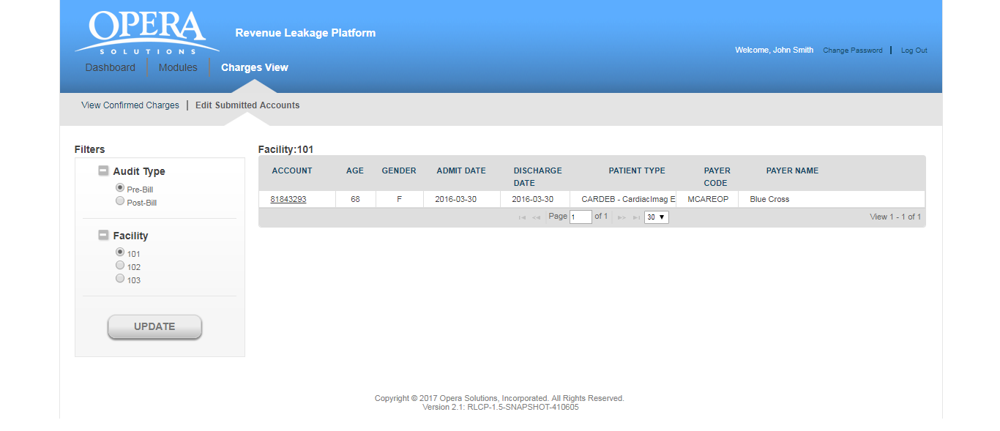 OPERA
SOLUTIONS
Revenue Leakage Platform
Welcome, John Smith Change Password | Log Out
Dashboard Modules Charges View
View Confirmed Charges | Edit Submitted Accounts
Filters
Audit Type
Pre-Bill
Post-Bill
Facility
101
102
103
UPDATE
Facility:101
ACCOUNT AGE GENDER ADMIT DATE DISCHARGE DATE PATIENT TYPE PAYER CODE PAYER NAME
81843293 68 F 2016-03-30 2016-03-30 CARDEB - CardiacImag E MCAREOP Blue Cross
Page 1 of 1 30 View 1 - 1 of 1
Copyright © 2017 Opera Solutions, Incorporated. All Rights Reserved.
Version 2.1: RLCP-1.5-SNAPSHOT-410605